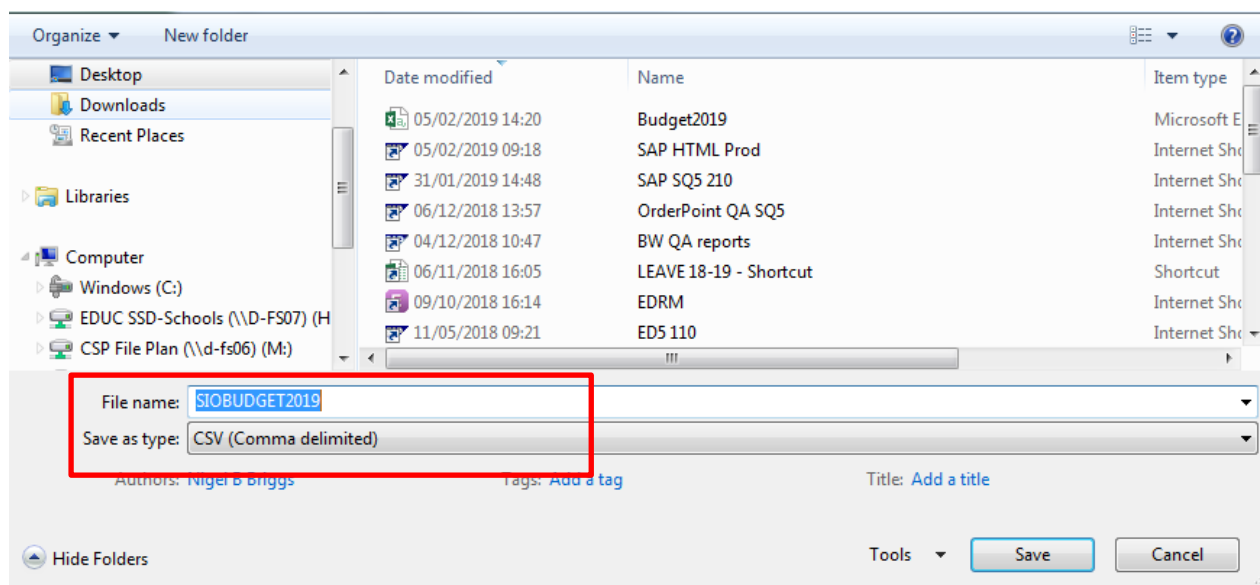 Organize New folder
Desktop
Downloads
Recent Places
Libraries
Computer
Windows (C:)
EDUC SSD-Schools (\\D-FS07) (H
CSP File Plan (\\d-fs06) (M:)
Date modified Name Item type
05/02/2019 14:20 Budget2019 Microsoft E
05/02/2019 09:18 SAP HTML Prod Internet Sho
31/01/2019 14:48 SAP SQ5 210 Internet Sho
06/12/2018 13:57 OrderPoint QA SQ5 Internet Sho
04/12/2018 10:47 BW QA reports Internet Sho
06/11/2018 16:05 LEAVE 18-19 - Shortcut Shortcut
09/10/2018 16:14 EDRM Internet Sho
11/05/2018 09:21 ED5 110 Internet Sho
File name: SIOBUDGET2019
Save as type: CSV (Comma delimited)
Authors: Nigel B Briggs Tags: Add a tag Title: Add a title
Hide Folders Tools Save Cancel